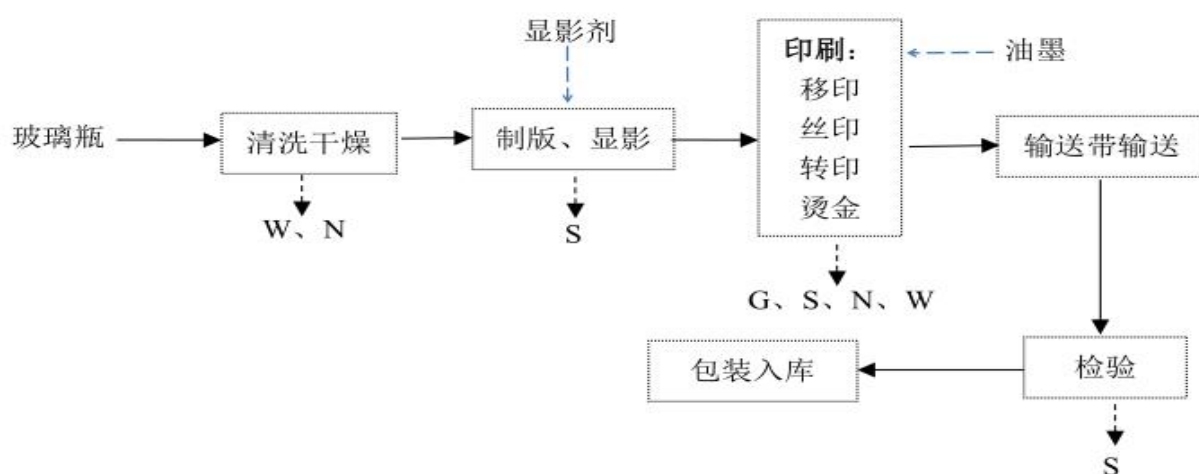 显影剂
印刷：
油墨
移印
玻璃瓶
清洗干燥
制版、显影
丝印
输送带输送
转印
烫金
W、N
S
G、S、N、W
包装入库
检验
S